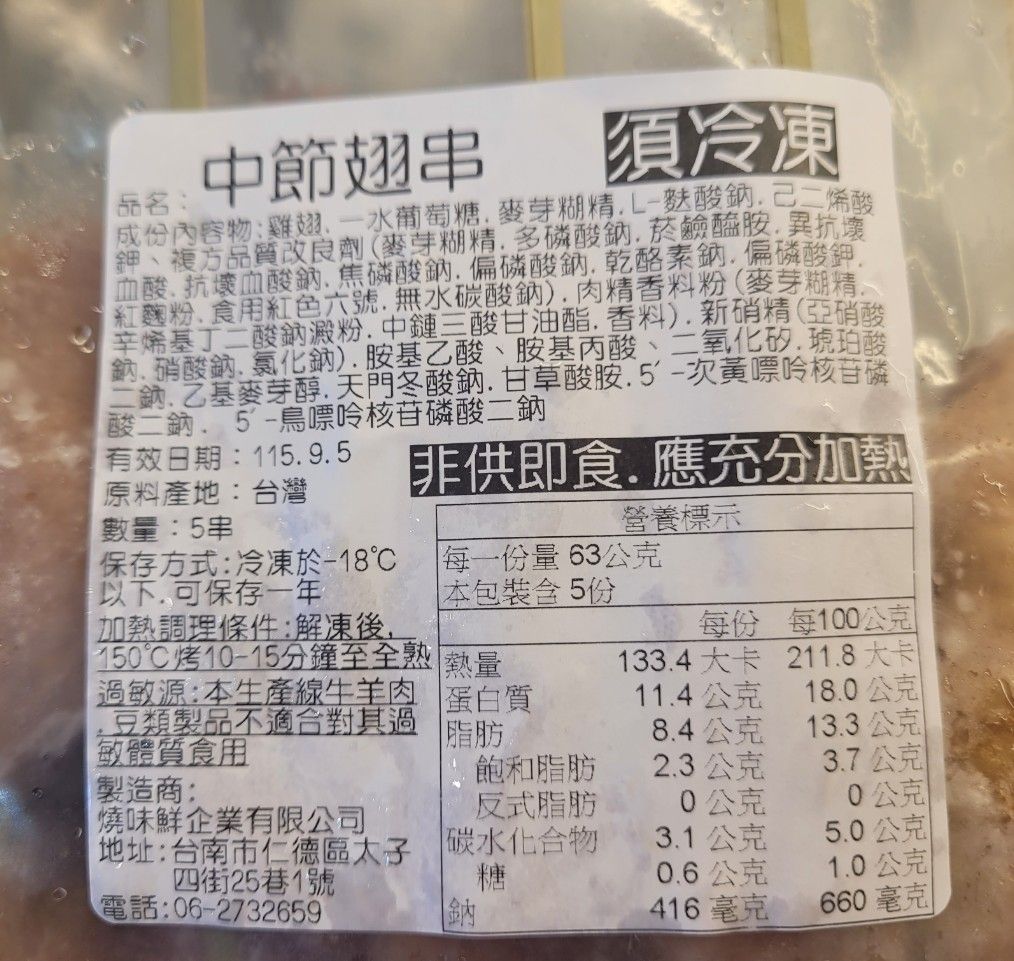 中節翅串 須冷凍
品名:
成份內容物:雞翅、一水葡萄糖.麥芽糊精.L-麩酸鈉.己二烯酸
鉀、複方品質改良劑(麥芽糊精.多磷酸鈉.菸鹼醯胺.異抗壞
血酸.抗壞血酸鈉.焦磷酸鈉.偏磷酸鈉.乾酪素鈉.偏磷酸鉀.
紅麴粉.食用紅色六號.無水碳酸鈉).肉精香料粉(麥芽糊精.
辛烯基丁二酸鈉澱粉.中鏈三酸甘油酯.香料).新硝精(亞硝酸
鈉.硝酸鈉.氯化鈉).胺基乙酸、胺基丙酸、二氧化矽.琥珀酸
二鈉.乙基麥芽醇.天門冬酸鈉.甘草酸胺.5´-次黃嘌呤核苷磷
酸二鈉.5´-鳥嘌呤核苷磷酸二鈉
有效日期:115.9.5
非供即食.應充分加熱
原料產地:台灣
數量:5串
保存方式:冷凍於-18℃
以下.可保存一年
加熱調理條件:解凍後,
150℃烤10-15分鐘至全熟
過敏源:本生產線牛羊肉
.豆類製品不適合對其過
敏體質食用
製造商:
燒味鮮企業有限公司
地址:台南市仁德區太子
四街25巷1號
電話:06-2732659
營養標示
每一份量 63公克
本包裝含 5份
每份 每100公克
熱量 133.4 大卡 211.8 大卡
蛋白質 11.4 公克 18.0 公克
脂肪 8.4 公克 13.3 公克
飽和脂肪 2.3 公克 3.7 公克
反式脂肪 0 公克 0 公克
碳水化合物 3.1 公克 5.0 公克
糖 0.6 公克 1.0 公克
鈉 416 毫克 660 毫克